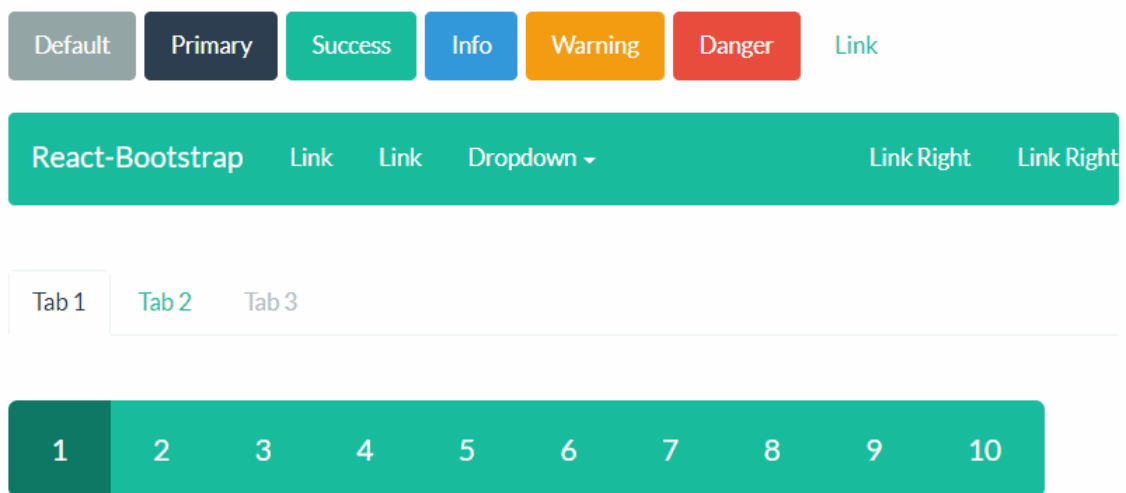 Default Primary Success Info Warning Danger Link
React-Bootstrap Link Link Dropdown Link Right Link Right
Tab 1 Tab 2 Tab 3
1 2 3 4 5 6 7 8 9 10